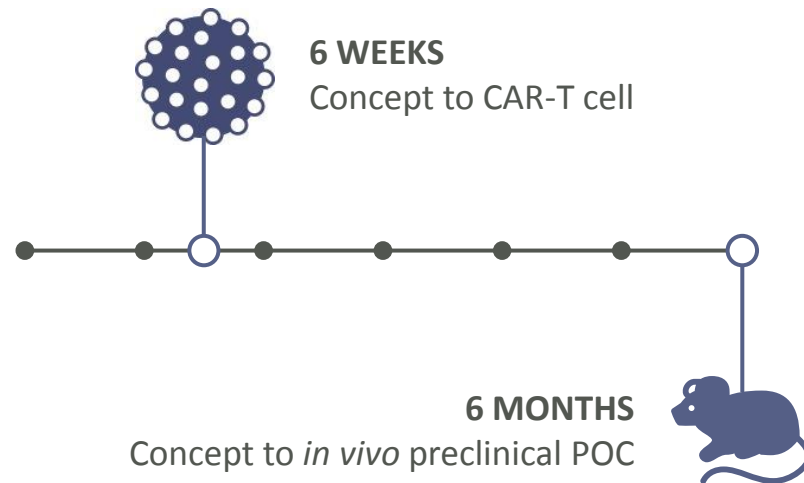 6 WEEKS
Concept to CAR-T cell
6 MONTHS
Concept to in vivo preclinical POC